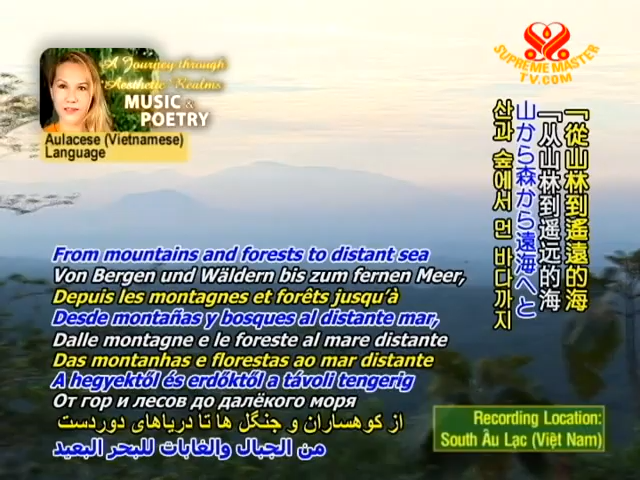 A Journey through
Aesthetic Realms
MUSIC &
POETRY
Aulacese (Vietnamese)
Language
SUPREME MASTER
TV.COM
「從山林到遙遠的海
「从山林到遥远的海
山から森から遠海へと
산과 숲에서 먼 바다까지
From mountains and forests to distant sea
Von Bergen und Wäldern bis zum fernen Meer,
Depuis les montagnes et forêts jusqu'à
Desde montañas y bosques al distante mar,
Dalle montagne e le foreste al mare distante
Das montanhas e florestas ao mar distante
A hegyektől és erdőktől a távoli tengerig
От гор и лесов до далёкого моря
از کوهساران و جنگل ها تا دریاهای دوردست
من الجبال والغابات للبحر البعيد
Recording Location:
South Âu Lạc (Việt Nam)